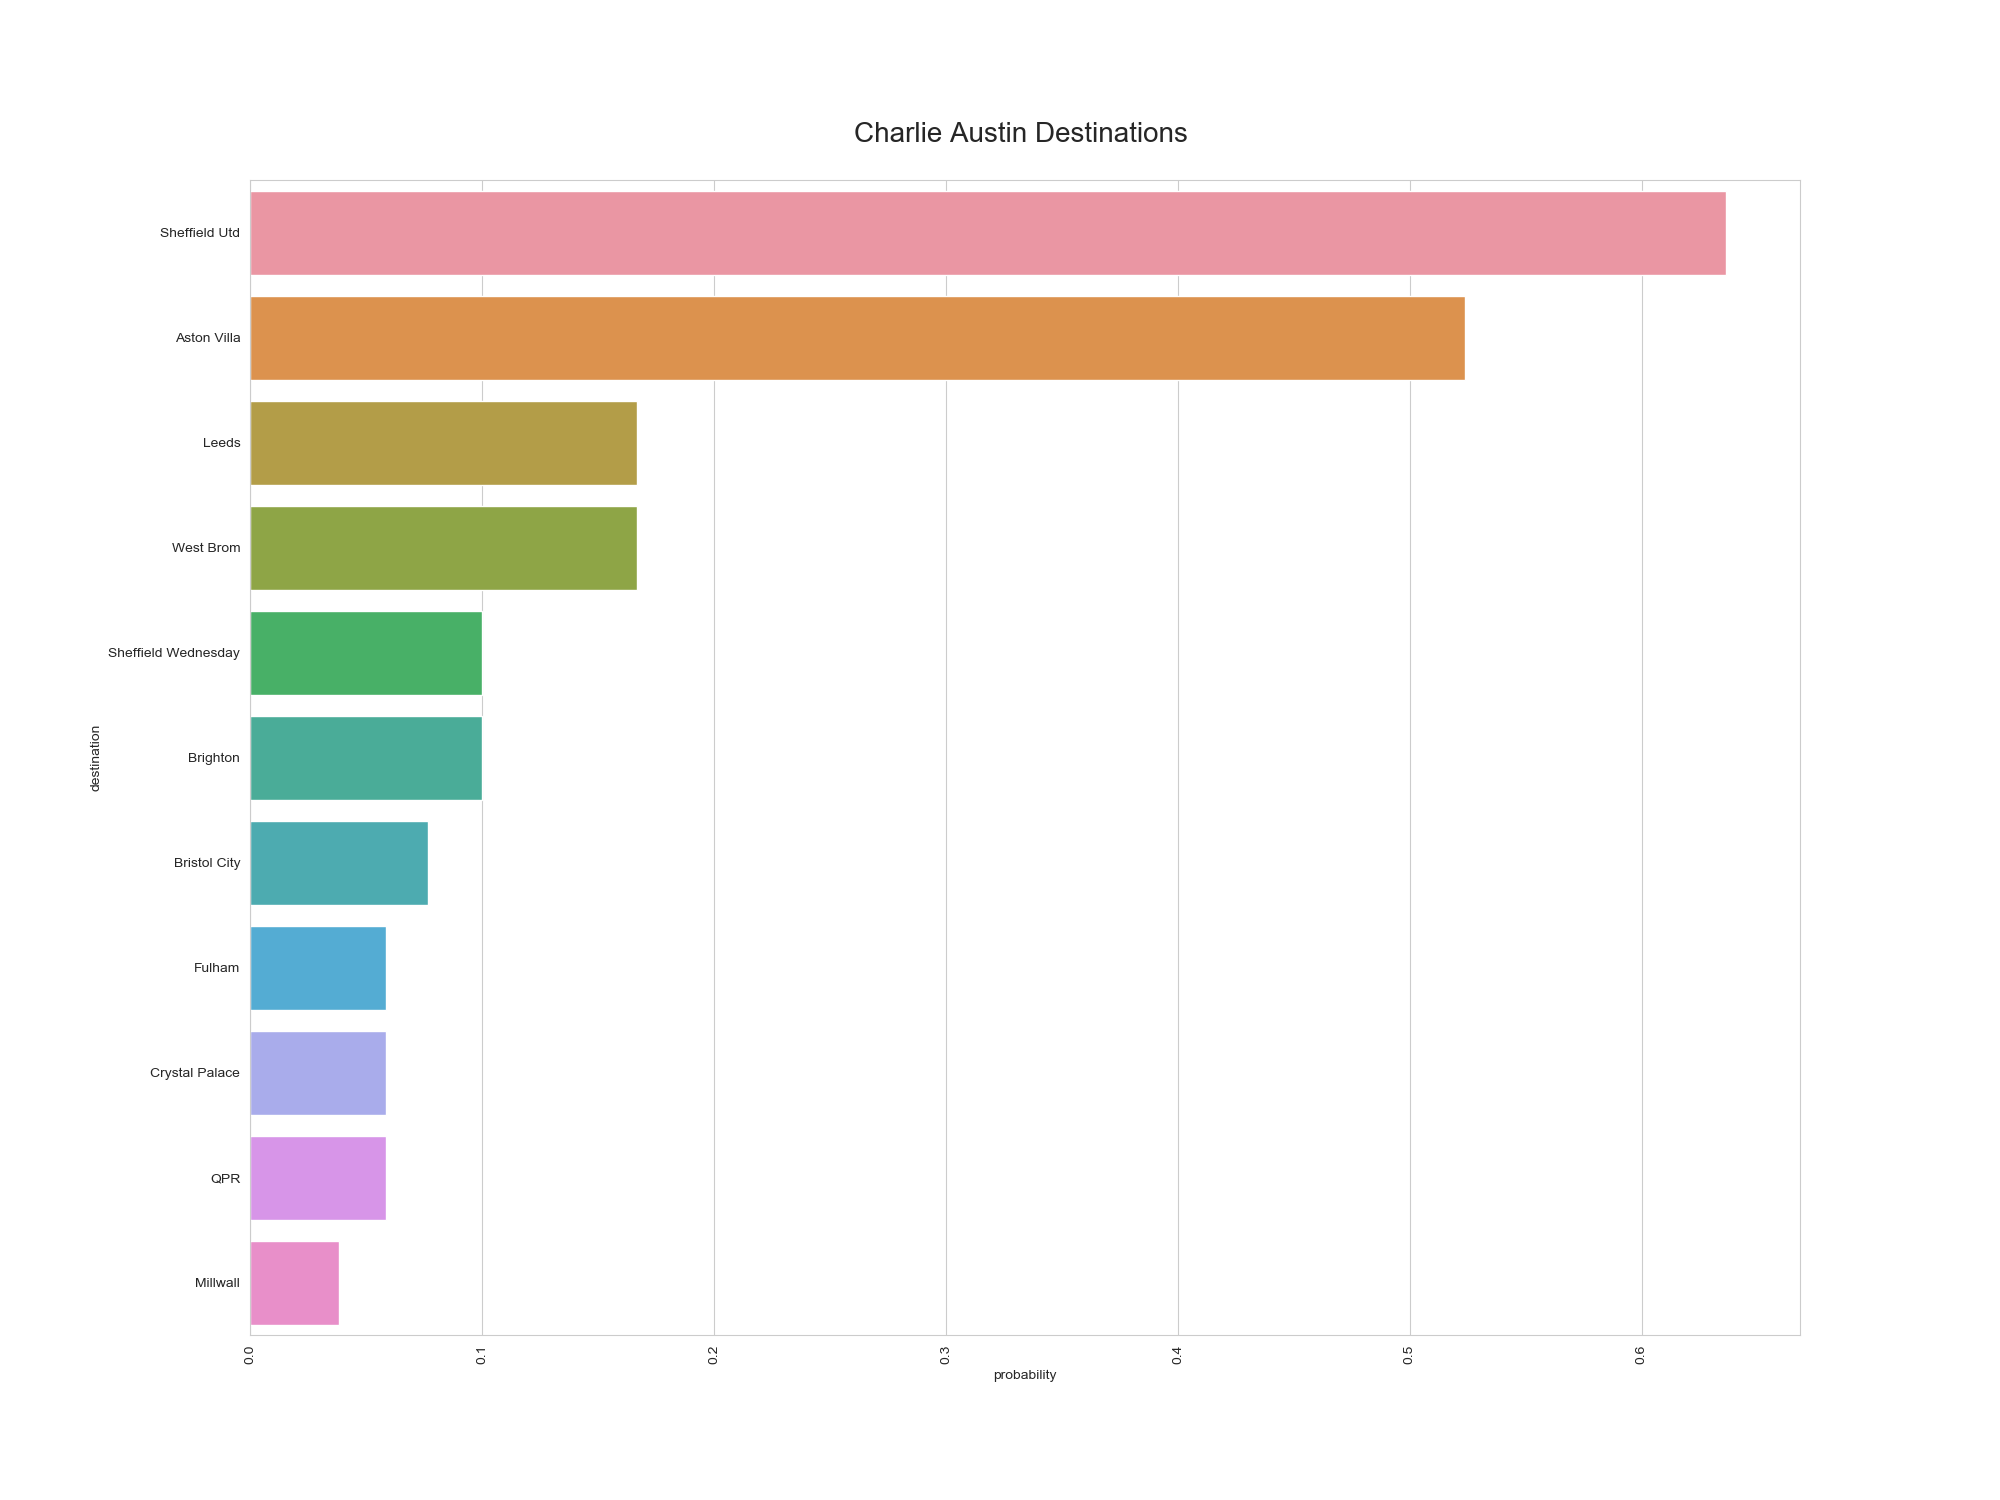 Charlie Austin Destinations
Sheffield Utd
Aston Villa
Leeds
West Brom
Sheffield Wednesday
Brighton
Bristol City
Fulham
Crystal Palace
QPR
Millwall
destination
0.0
0.1
0.2
0.3
0.4
0.5
0.6
probability